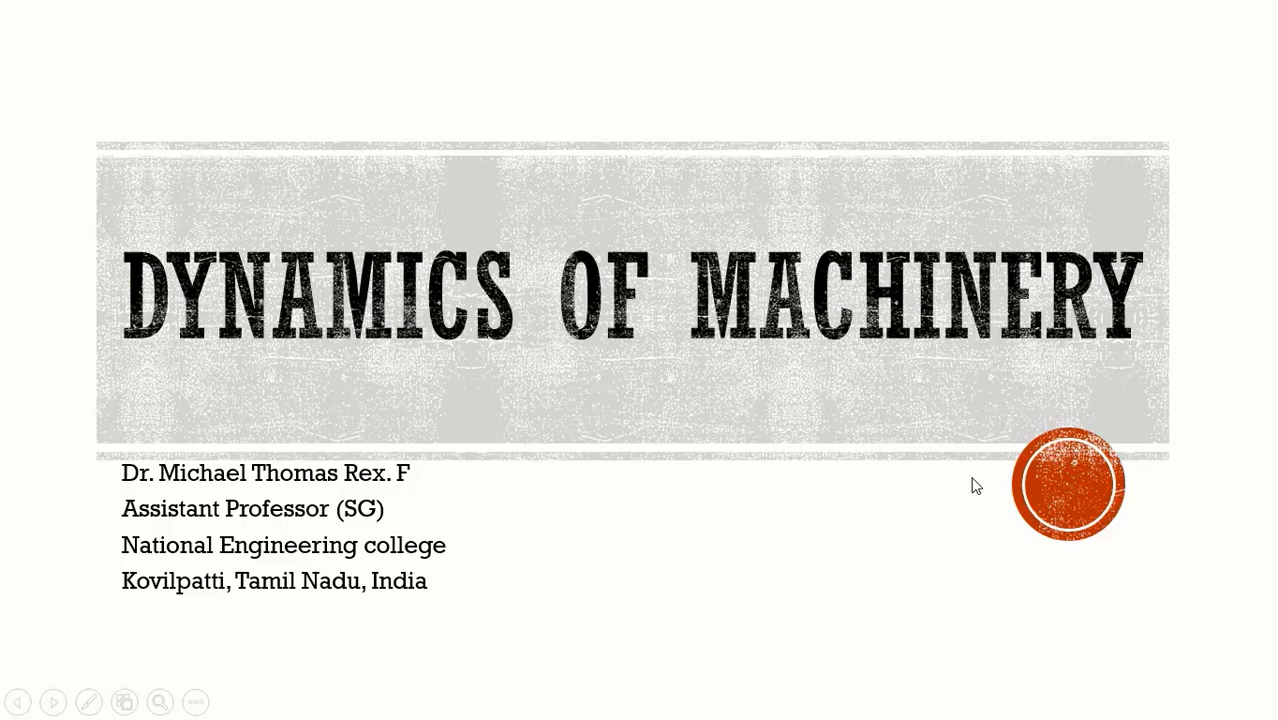 DYNAMICS OF MACHINERY
Dr. Michael Thomas Rex. F
Assistant Professor (SG)
National Engineering college
Kovilpatti, Tamil Nadu, India